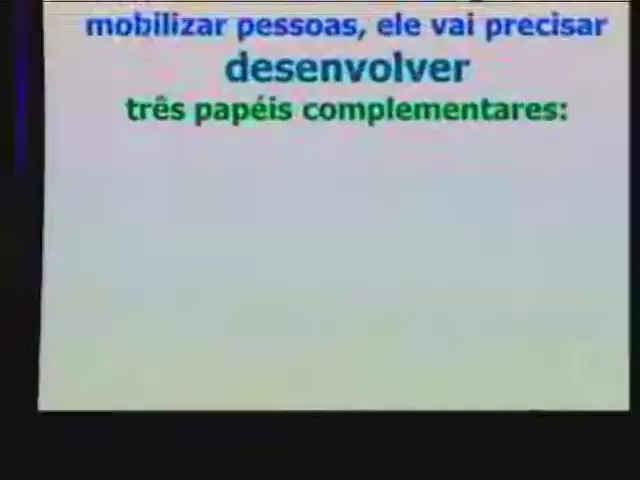 mobilizar pessoas, ele vai precisar
desenvolver
três papéis complementares: